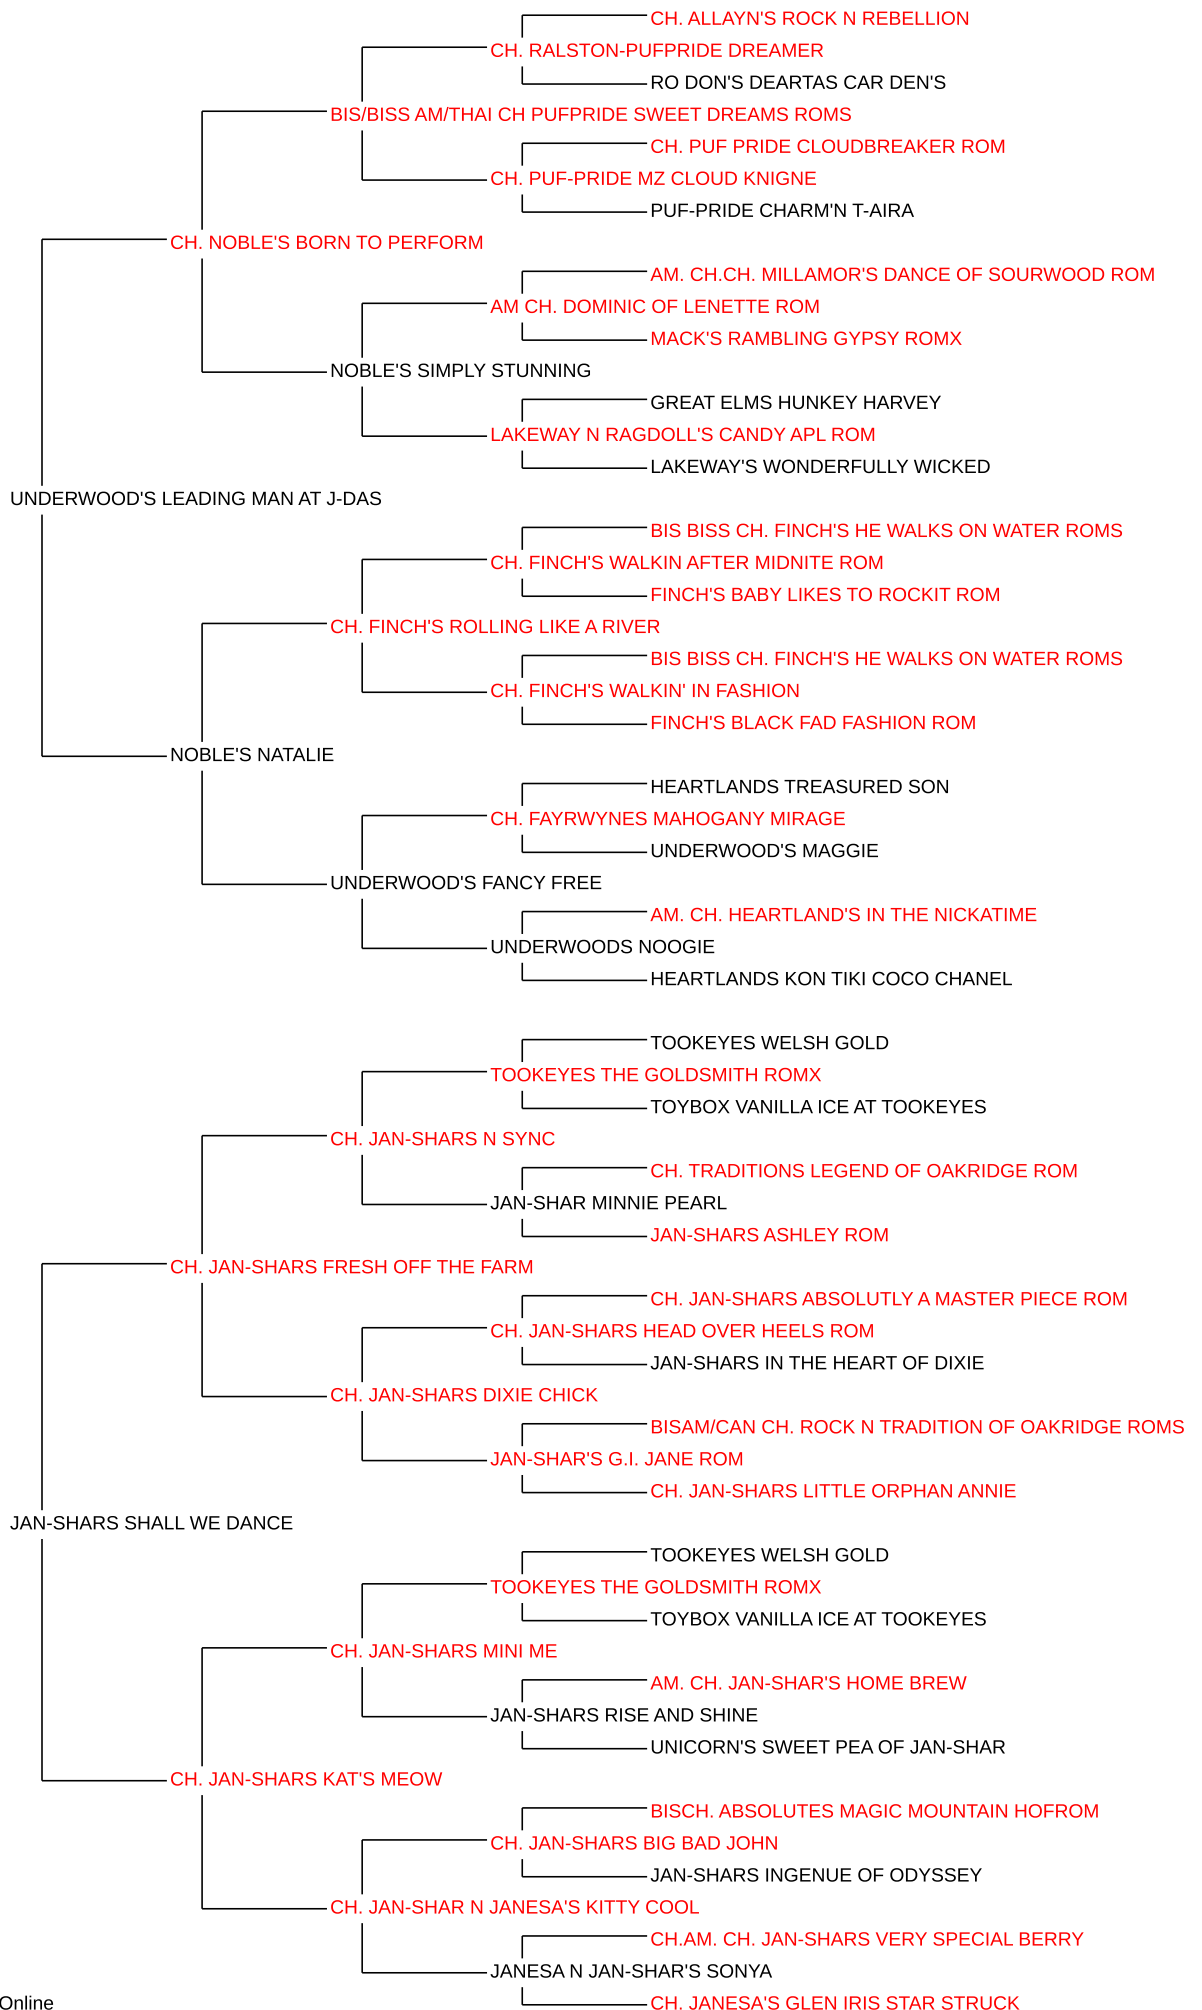 CH. ALLAYN'S ROCK N REBELLION
CH. RALSTON-PUFPRIDE DREAMER
RO DON'S DEARTAS CAR DEN'S
BIS/BISS AM/THAI CH PUFPRIDE SWEET DREAMS ROMS
CH. PUF PRIDE CLOUDBREAKER ROM
CH. PUF-PRIDE MZ CLOUD KNIGNE
PUF-PRIDE CHARM'N T-AIRA
CH. NOBLE'S BORN TO PERFORM
AM. CH.CH. MILLAMOR'S DANCE OF SOURWOOD ROM
AM CH. DOMINIC OF LENETTE ROM
MACK'S RAMBLING GYPSY ROMX
NOBLE'S SIMPLY STUNNING
GREAT ELMS HUNKEY HARVEY
LAKEWAY N RAGDOLL'S CANDY APL ROM
LAKEWAY'S WONDERFULLY WICKED
UNDERWOOD'S LEADING MAN AT J-DAS
BIS BISS CH. FINCH'S HE WALKS ON WATER ROMS
CH. FINCH'S WALKIN AFTER MIDNITE ROM
FINCH'S BABY LIKES TO ROCKIT ROM
CH. FINCH'S ROLLING LIKE A RIVER
BIS BISS CH. FINCH'S HE WALKS ON WATER ROMS
CH. FINCH'S WALKIN' IN FASHION
FINCH'S BLACK FAD FASHION ROM
NOBLE'S NATALIE
HEARTLANDS TREASURED SON
CH. FAYRWYNES MAHOGANY MIRAGE
UNDERWOOD'S MAGGIE
UNDERWOOD'S FANCY FREE
AM. CH. HEARTLAND'S IN THE NICKATIME
UNDERWOODS NOOGIE
HEARTLANDS KON TIKI COCO CHANEL
TOOKEYES WELSH GOLD
TOOKEYES THE GOLDSMITH ROMX
TOYBOX VANILLA ICE AT TOOKEYES
CH. JAN-SHARS N SYNC
CH. TRADITIONS LEGEND OF OAKRIDGE ROM
JAN-SHAR MINNIE PEARL
JAN-SHARS ASHLEY ROM
CH. JAN-SHARS FRESH OFF THE FARM
CH. JAN-SHARS ABSOLUTLY A MASTER PIECE ROM
CH. JAN-SHARS HEAD OVER HEELS ROM
JAN-SHARS IN THE HEART OF DIXIE
CH. JAN-SHARS DIXIE CHICK
BISAM/CAN CH. ROCK N TRADITION OF OAKRIDGE ROMS
JAN-SHAR'S G.I. JANE ROM
CH. JAN-SHARS LITTLE ORPHAN ANNIE
JAN-SHARS SHALL WE DANCE
TOOKEYES WELSH GOLD
TOOKEYES THE GOLDSMITH ROMX
TOYBOX VANILLA ICE AT TOOKEYES
CH. JAN-SHARS MINI ME
AM. CH. JAN-SHAR'S HOME BREW
JAN-SHARS RISE AND SHINE
UNICORN'S SWEET PEA OF JAN-SHAR
CH. JAN-SHARS KAT'S MEOW
BISCH. ABSOLUTES MAGIC MOUNTAIN HOFROM
CH. JAN-SHARS BIG BAD JOHN
JAN-SHARS INGENUE OF ODYSSEY
CH. JAN-SHAR N JANESA'S KITTY COOL
CH.AM. CH. JAN-SHARS VERY SPECIAL BERRY
JANESA N JAN-SHAR'S SONYA
CH. JANESA'S GLEN IRIS STAR STRUCK
Online